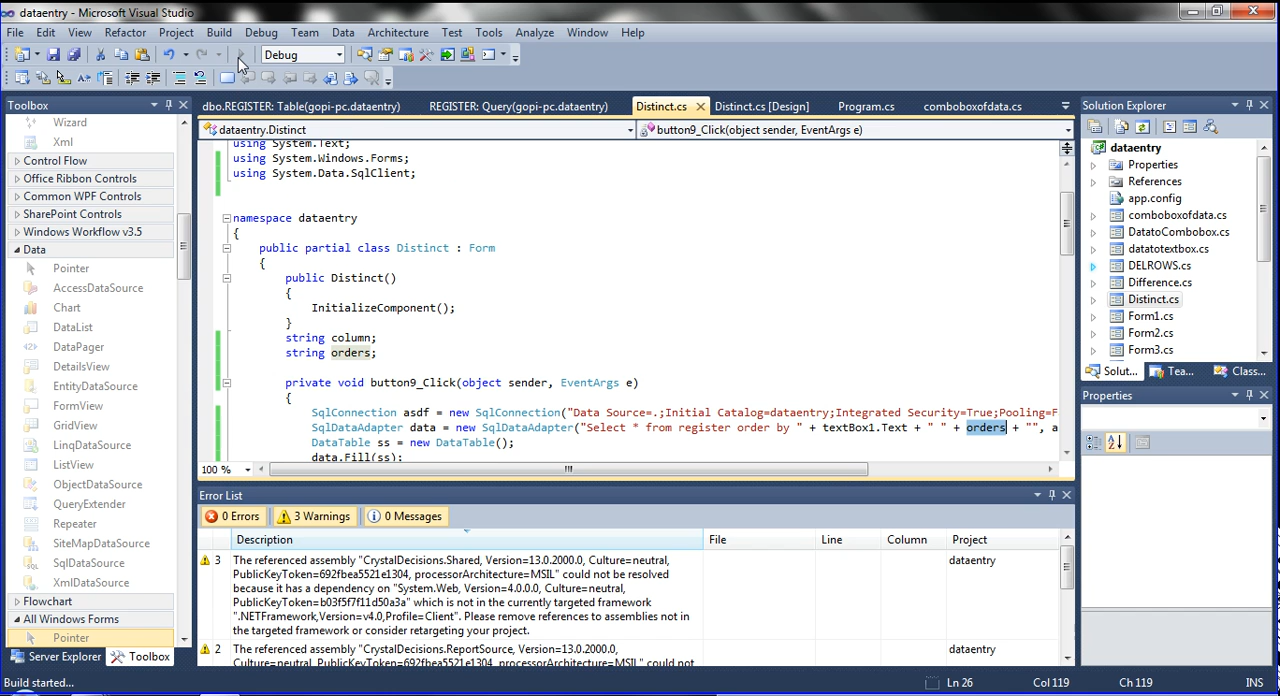 dataentry - Microsoft Visual Studio
File Edit View Refactor Project Build Debug Team Data Architecture Test Tools Analyze Window Help
Debug
Toolbox
Wizard
Xml
Control Flow
Office Ribbon Controls
Common WPF Controls
SharePoint Controls
Windows Workflow v3.5
Data
Pointer
AccessDataSource
Chart
DataList
DataPager
DetailsView
EntityDataSource
FormView
GridView
LinqDataSource
ListView
ObjectDataSource
QueryExtender
Repeater
SiteMapDataSource
SqlDataSource
XmlDataSource
Flowchart
All Windows Forms
Pointer
Server Explorer Toolbox
dbo.REGISTER: Table(gopi-pc.dataentry) REGISTER: Query(gopi-pc.dataentry) Distinct.cs Distinct.cs [Design] Program.cs comboboxofdata.cs
dataentry.Distinct button9_Click(object sender, EventArgs e)
using System.Text;
using System.Windows.Forms;
using System.Data.SqlClient;
namespace dataentry
{
public partial class Distinct : Form
{
public Distinct()
{
InitializeComponent();
}
string column;
string orders;
private void button9_Click(object sender, EventArgs e)
{
SqlConnection asdf = new SqlConnection("Data Source=.;Initial Catalog=dataentry;Integrated Security=True;Pooling=F
SqlDataAdapter data = new SqlDataAdapter("Select * from register order by " + textBox1.Text + " " + orders + "", a
DataTable ss = new DataTable();
data.Fill(ss);
100 %
Error List
0 Errors 3 Warnings 0 Messages
Description File Line Column Project
3 The referenced assembly "CrystalDecisions.Shared, Version=13.0.2000.0, Culture=neutral, dataentry
PublicKeyToken=692fbea5521e1304, processorArchitecture=MSIL" could not be resolved
because it has a dependency on "System.Web, Version=4.0.0.0, Culture=neutral,
PublicKeyToken=b03f5f7f11d50a3a" which is not in the currently targeted framework
".NETFramework,Version=v4.0,Profile=Client". Please remove references to assemblies not in
the targeted framework or consider retargeting your project.
2 The referenced assembly "CrystalDecisions.ReportSource, Version=13.0.2000.0, dataentry
Culture=neutral, PublicKeyToken=692fbea5521e1304, processorArchitecture=MSIL" could not
Solution Explorer
dataentry
Properties
References
app.config
comboboxofdata.cs
DatatoCombobox.cs
datatotextbox.cs
DELROWS.cs
Difference.cs
Distinct.cs
Form1.cs
Form2.cs
Form3.cs
Solut... Tea... Class...
Properties
Build started... Ln 26 Col 119 Ch 119 INS